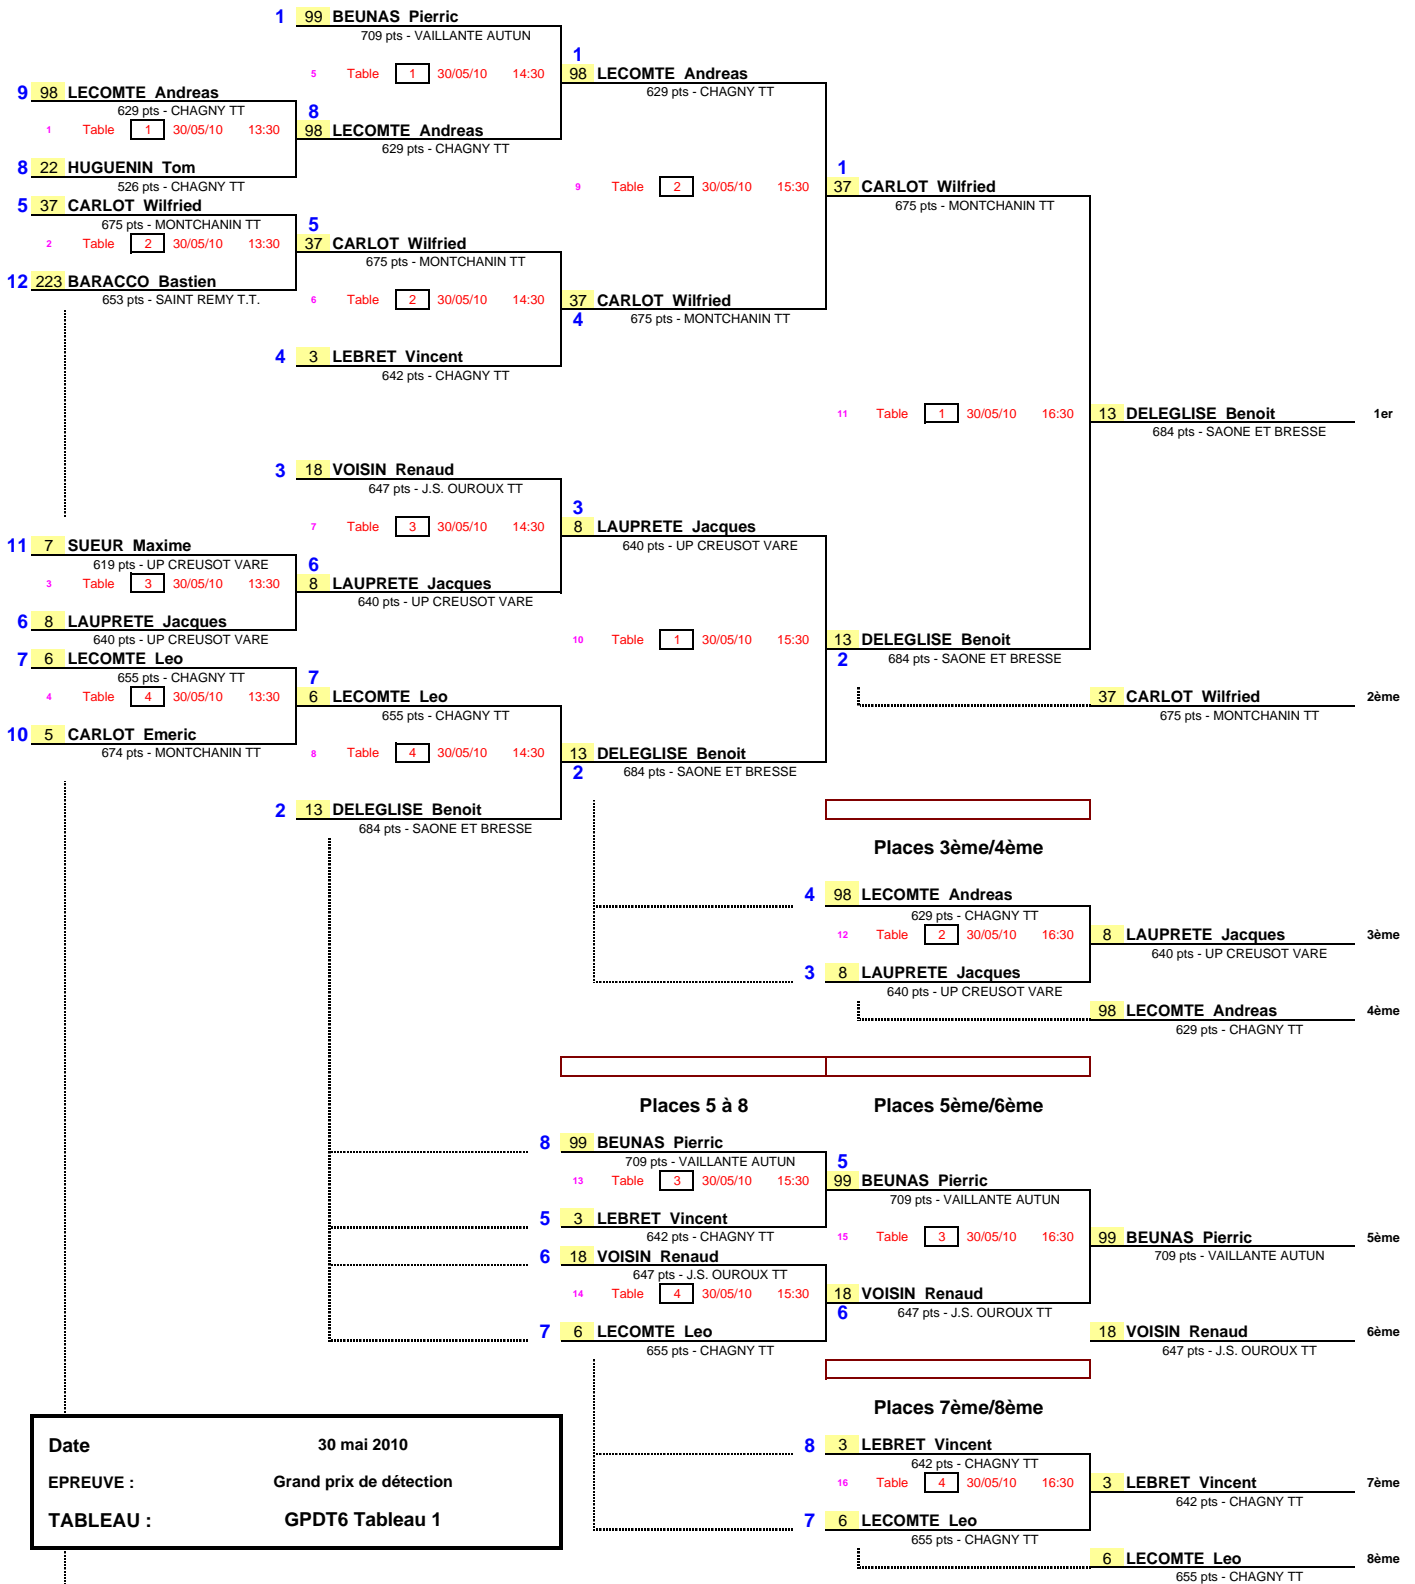 1 99 BEUNAS Pierric
709 pts - VAILLANTE AUTUN
1
5 Table 1 30/05/10 14:30 98 LECOMTE Andreas
629 pts - CHAGNY TT
9 98 LECOMTE Andreas
629 pts - CHAGNY TT
8
1 Table 1 30/05/10 13:30 98 LECOMTE Andreas
629 pts - CHAGNY TT
8 22 HUGUENIN Tom
526 pts - CHAGNY TT
1
9 Table 2 30/05/10 15:30 37 CARLOT Wilfried
675 pts - MONTCHANIN TT
5 37 CARLOT Wilfried
675 pts - MONTCHANIN TT
5
2 Table 2 30/05/10 13:30 37 CARLOT Wilfried
675 pts - MONTCHANIN TT
12 223 BARACCO Bastien
653 pts - SAINT REMY T.T.
6 Table 2 30/05/10 14:30 37 CARLOT Wilfried
4 675 pts - MONTCHANIN TT
4 3 LEBRET Vincent
642 pts - CHAGNY TT
11 Table 1 30/05/10 16:30 13 DELEGLISE Benoit 1er
684 pts - SAONE ET BRESSE
3 18 VOISIN Renaud
647 pts - J.S. OUROUX TT
3
7 Table 3 30/05/10 14:30 8 LAUPRETE Jacques
640 pts - UP CREUSOT VARE
11 7 SUEUR Maxime
619 pts - UP CREUSOT VARE
6
3 Table 3 30/05/10 13:30 8 LAUPRETE Jacques
640 pts - UP CREUSOT VARE
6 8 LAUPRETE Jacques
640 pts - UP CREUSOT VARE
10 Table 1 30/05/10 15:30 13 DELEGLISE Benoit
2 684 pts - SAONE ET BRESSE
7 6 LECOMTE Leo
655 pts - CHAGNY TT
7
4 Table 4 30/05/10 13:30 6 LECOMTE Leo
655 pts - CHAGNY TT
37 CARLOT Wilfried 2ème
675 pts - MONTCHANIN TT
10 5 CARLOT Emeric
674 pts - MONTCHANIN TT
8 Table 4 30/05/10 14:30 13 DELEGLISE Benoit
2 684 pts - SAONE ET BRESSE
2 13 DELEGLISE Benoit
684 pts - SAONE ET BRESSE
Places 3ème/4ème
4 98 LECOMTE Andreas
629 pts - CHAGNY TT
12 Table 2 30/05/10 16:30 8 LAUPRETE Jacques 3ème
640 pts - UP CREUSOT VARE
3 8 LAUPRETE Jacques
640 pts - UP CREUSOT VARE
98 LECOMTE Andreas 4ème
629 pts - CHAGNY TT
Places 5 à 8 Places 5ème/6ème
8 99 BEUNAS Pierric
709 pts - VAILLANTE AUTUN
5
13 Table 3 30/05/10 15:30 99 BEUNAS Pierric
709 pts - VAILLANTE AUTUN
5 3 LEBRET Vincent
642 pts - CHAGNY TT
15 Table 3 30/05/10 16:30 99 BEUNAS Pierric 5ème
709 pts - VAILLANTE AUTUN
6 18 VOISIN Renaud
647 pts - J.S. OUROUX TT
14 Table 4 30/05/10 15:30 18 VOISIN Renaud
6 647 pts - J.S. OUROUX TT
7 6 LECOMTE Leo
655 pts - CHAGNY TT
18 VOISIN Renaud 6ème
647 pts - J.S. OUROUX TT
Places 7ème/8ème
8 3 LEBRET Vincent
642 pts - CHAGNY TT
16 Table 4 30/05/10 16:30 3 LEBRET Vincent 7ème
642 pts - CHAGNY TT
7 6 LECOMTE Leo
655 pts - CHAGNY TT
6 LECOMTE Leo 8ème
655 pts - CHAGNY TT
Date 30 mai 2010
EPREUVE : Grand prix de détection
TABLEAU : GPDT6 Tableau 1